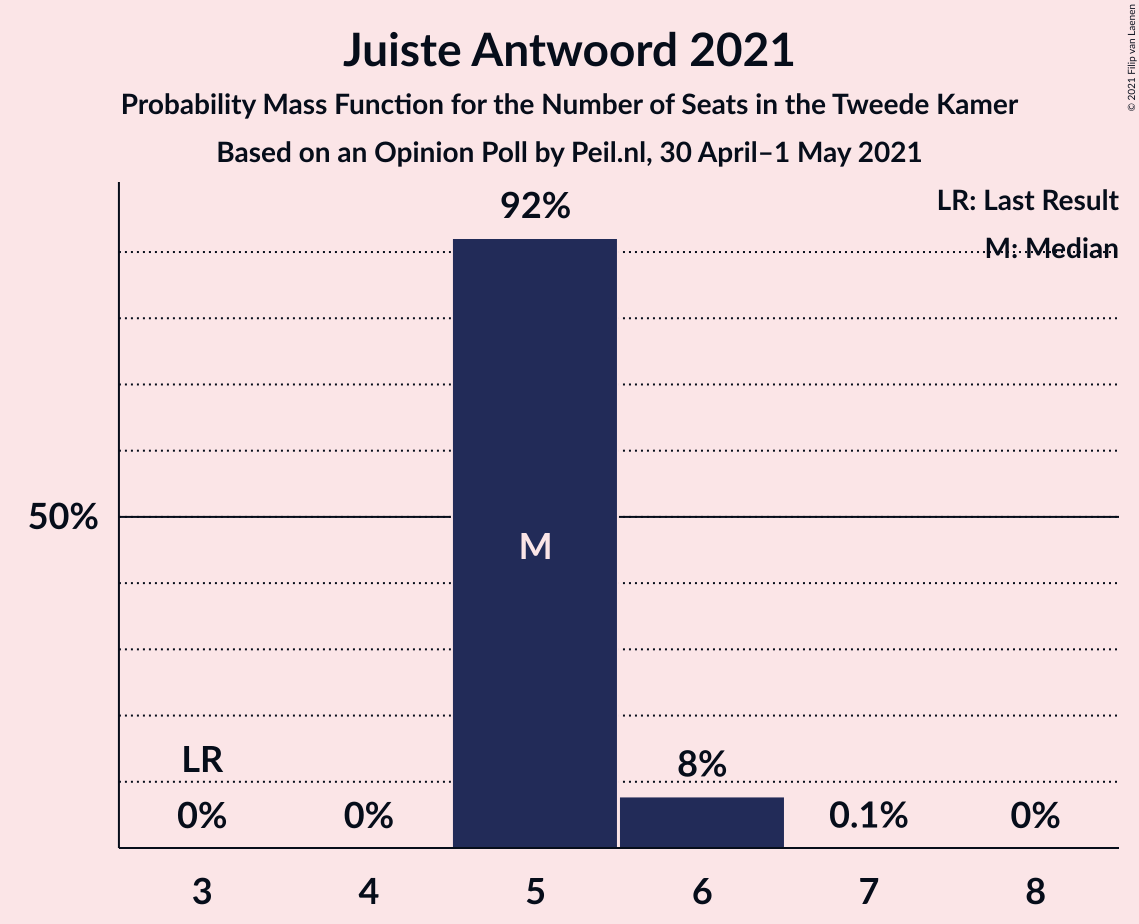 Juiste Antwoord 2021
Probability Mass Function for the Number of Seats in the Tweede Kamer
Based on an Opinion Poll by Peil.nl, 30 April–1 May 2021
© 2021 Filip van Laenen
LR: Last Result
M: Median
92%
50%
M
LR
8%
0%
0%
0.1%
0%
3
4
5
6
7
8